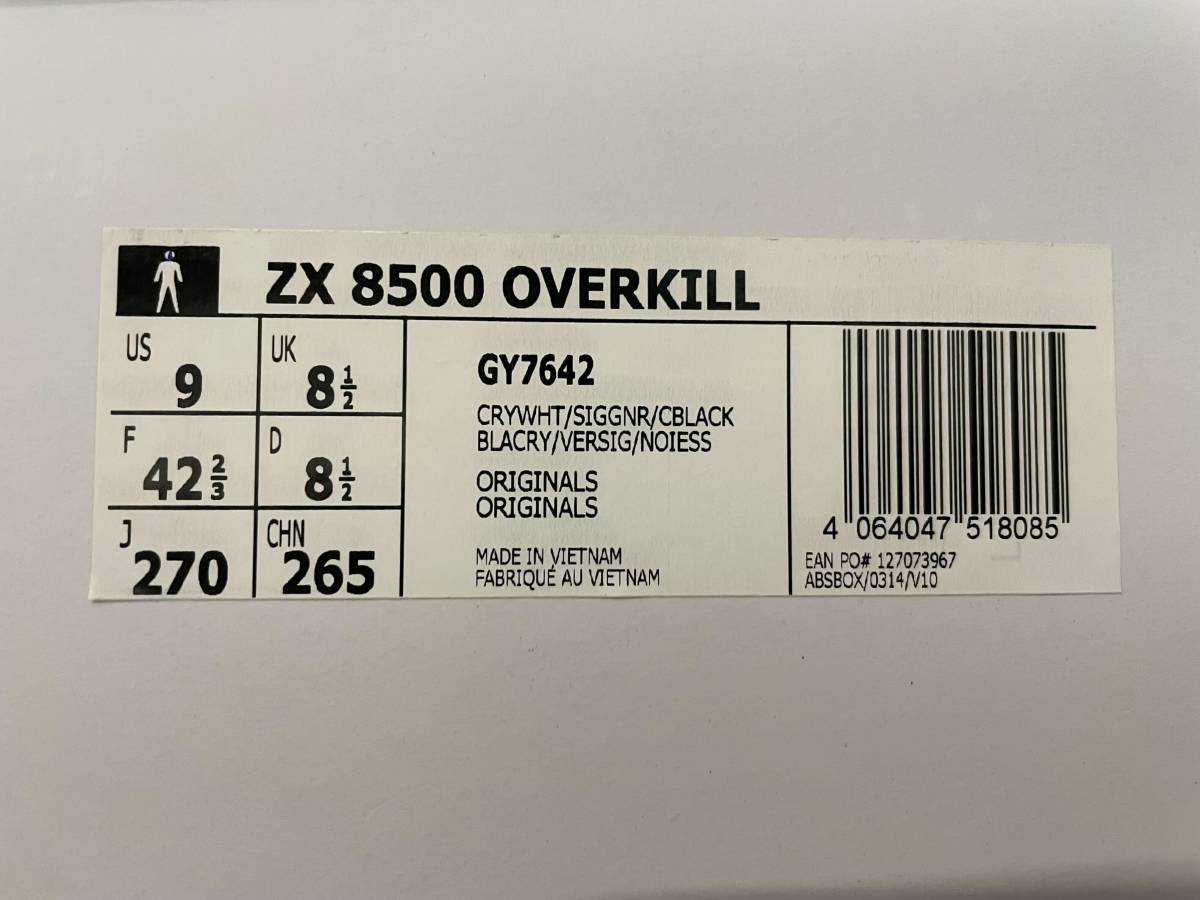 ZX 8500 OVERKILL
US
9
UK
8 1/2
F
42 2/3
D
8 1/2
J
270
CHN
265
GY7642
CRYWHT/SIGGNR/CBLACK
BLACRY/VERSIG/NOIESS
ORIGINALS
ORIGINALS
MADE IN VIETNAM
FABRIQUÉ AU VIETNAM
4 064047 518085
EAN PO# 127073967
ABSBOX/0314/V10